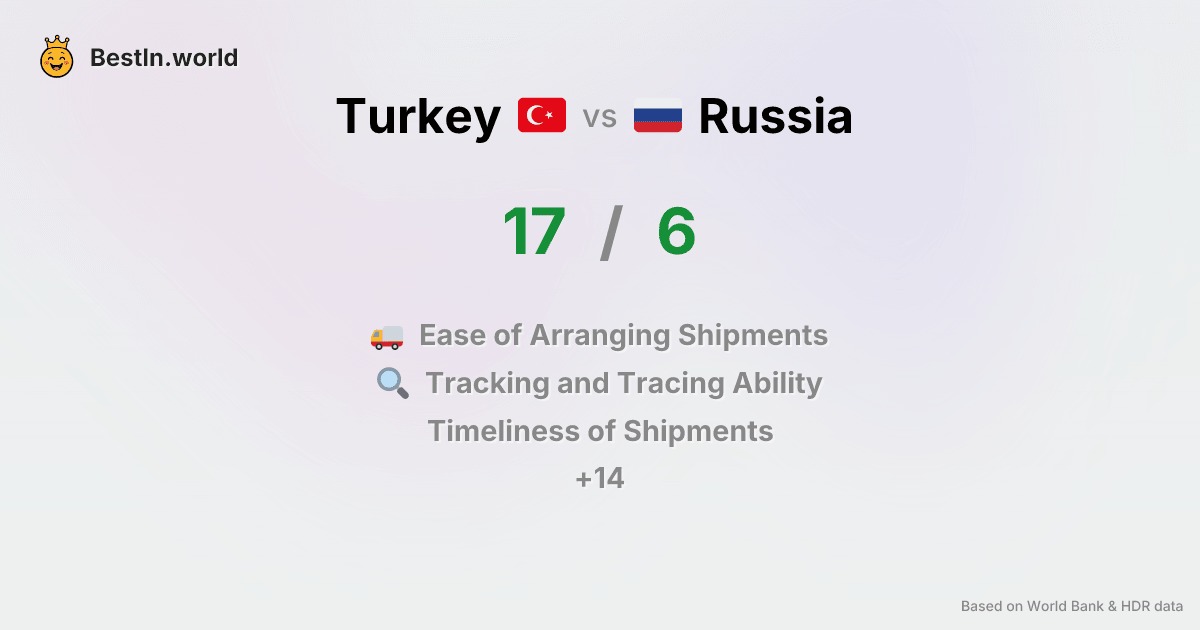 BestIn.world
Turkey vs Russia
17 / 6
Ease of Arranging Shipments
Tracking and Tracing Ability
Timeliness of Shipments
+14
Based on World Bank & HDR data